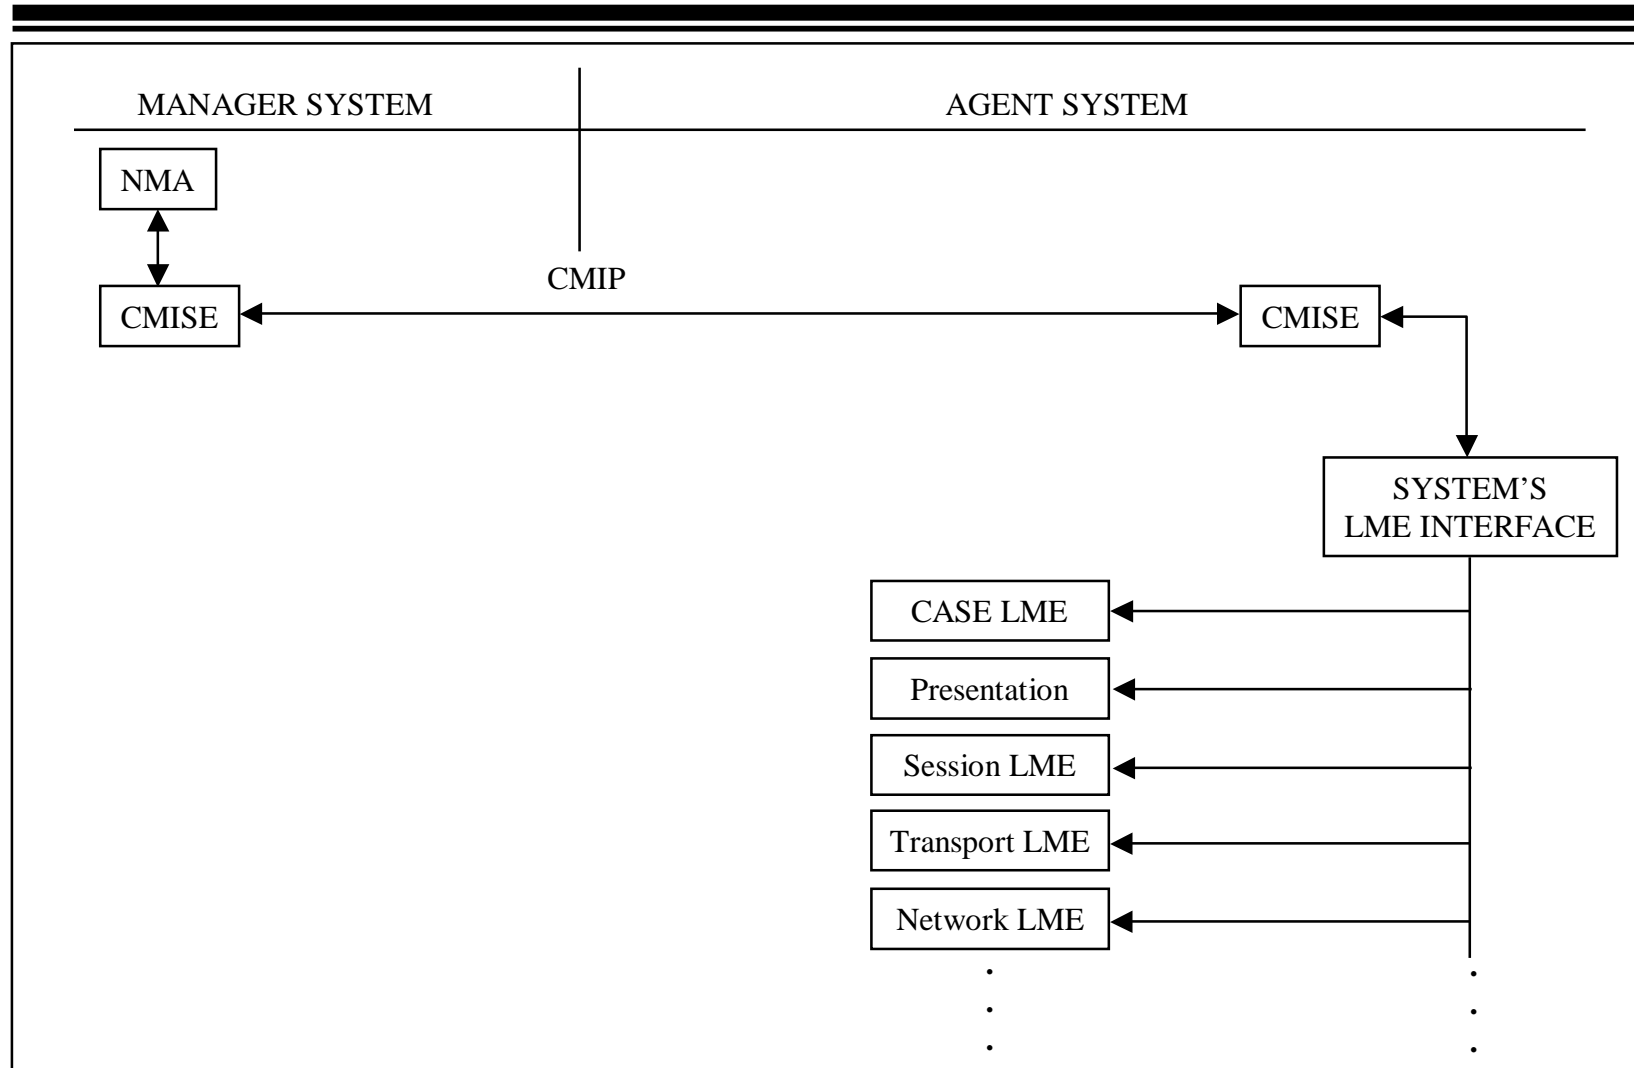 MANAGER SYSTEM
AGENT SYSTEM
NMA
CMIP
CMISE
CMISE
SYSTEM’S
LME INTERFACE
CASE LME
Presentation
Session LME
Transport LME
Network LME